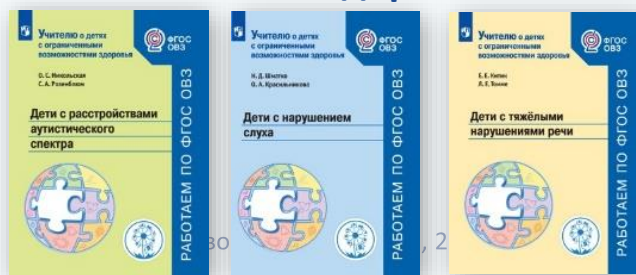 Учителю о детях
с ограниченными
возможностями здоровья
ФГОС
ОВЗ
О. С. Никольская
С. А. Розенблюм
Дети с расстройствами
аутистического
спектра
РАБОТАЕМ ПО ФГОС ОВЗ
Учителю о детях
с ограниченными
возможностями здоровья
ФГОС
ОВЗ
Н. Д. Шматко
О. А. Красильникова
Дети с нарушением
слуха
РАБОТАЕМ ПО ФГОС ОВЗ
Учителю о детях
с ограниченными
возможностями здоровья
ФГОС
ОВЗ
Дети с тяжёлыми
нарушениями речи
РАБОТАЕМ ПО ФГОС ОВЗ